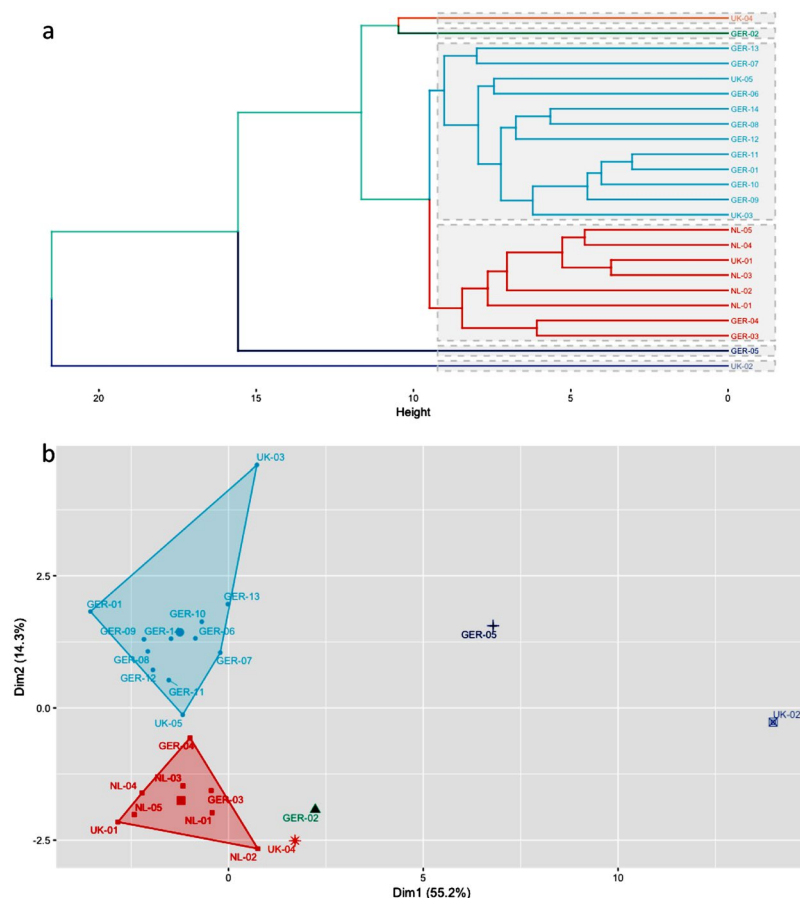 a
UK-04
GER-02
GER-13
GER-07
UK-05
GER-06
GER-14
GER-08
GER-12
GER-11
GER-01
GER-10
GER-09
UK-03
NL-05
NL-04
UK-01
NL-03
NL-02
NL-01
GER-04
GER-03
GER-05
UK-02
20 15 10 5 0
Height
b
UK-03
2.5
GER-01
GER-13
GER-10
GER-09 GER-14 GER-06
GER-08 GER-07
GER-12
GER-11
UK-05
GER-05
UK-02
0.0
Dim2 (14.3%)
GER-04
NL-03
NL-04
GER-03
NL-05
NL-01
UK-01
GER-02
-2.5
NL-02
UK-04
0 5 10
Dim1 (55.2%)